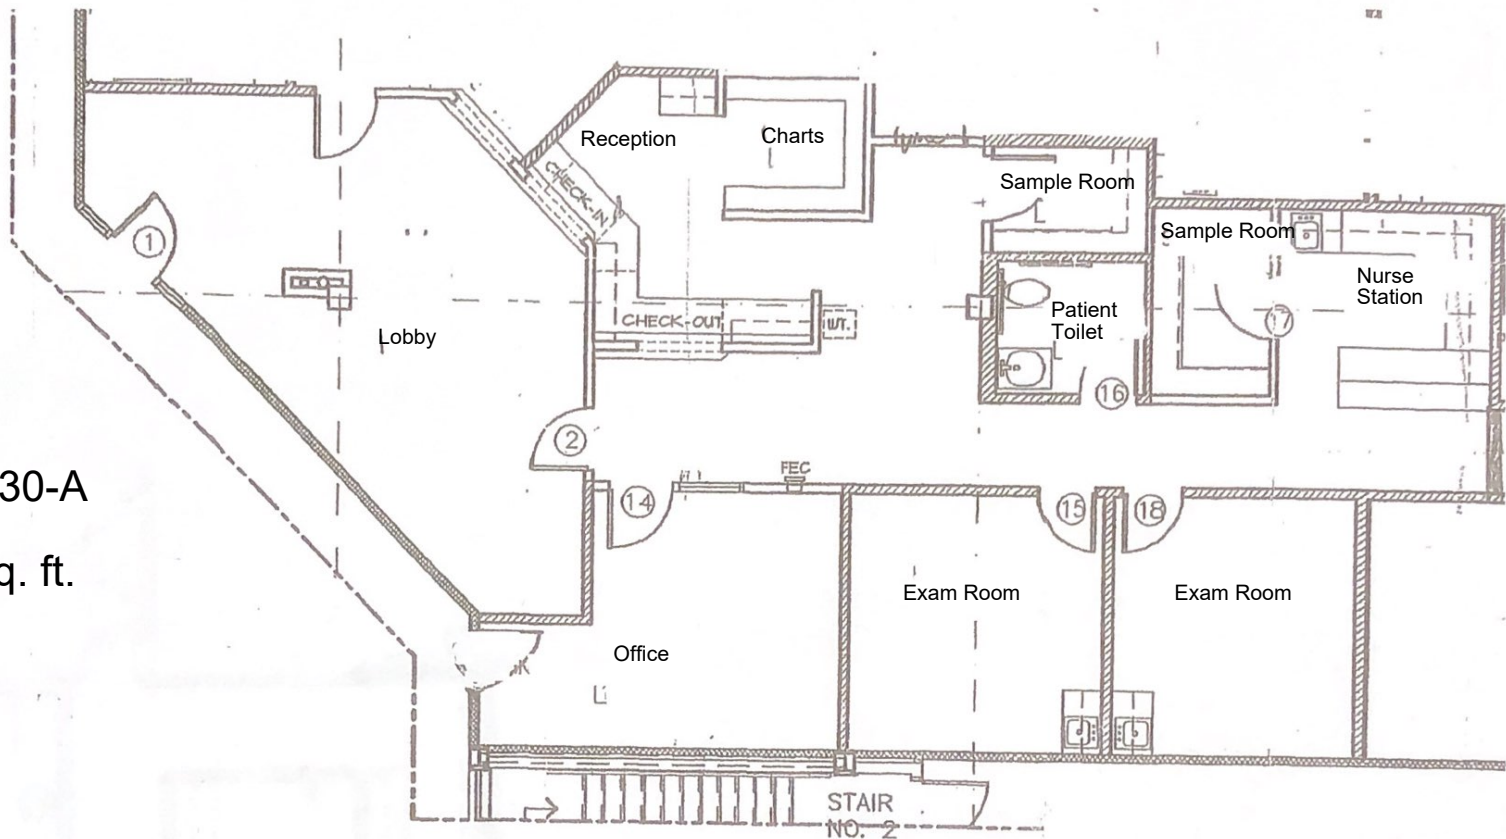 Reception
Charts
CHECK-IN
Sample Room
Sample Room
1
Nurse
Station
Lobby
CHECK-OUT
WT.
Patient
Toilet
17
16
2
30-A
q. ft.
FEC
14
15
18
Exam Room
Exam Room
Office
K
STAIR
NO. 2